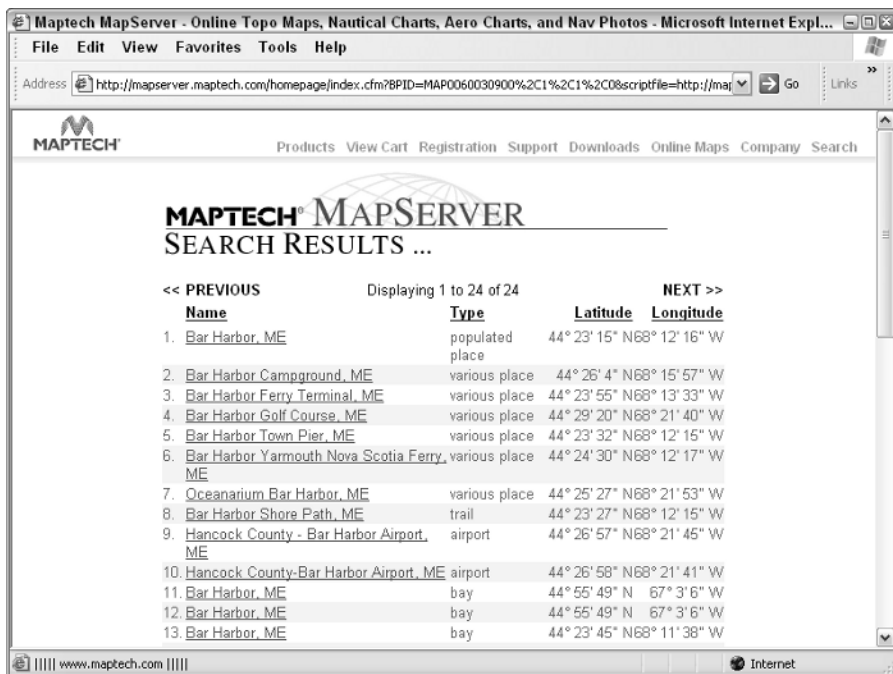 Maptech MapServer - Online Topo Maps, Nautical Charts, Aero Charts, and Nav Photos - Microsoft Internet Expl...
File Edit View Favorites Tools Help
Address http://mapserver.maptech.com/homepage/index.cfm?BPID=MAP0060030900%2C1%2C1%2C0&scriptfile=http://map Go Links »
MAPTECH® Products View Cart Registration Support Downloads Online Maps Company Search
MAPTECH® MAPSERVER
SEARCH RESULTS ...
<< PREVIOUS Displaying 1 to 24 of 24 NEXT >>
Name Type Latitude Longitude
1. Bar Harbor, ME populated 44° 23' 15" N68° 12' 16" W
place
2. Bar Harbor Campground, ME various place 44° 26' 4" N68° 15' 57" W
3. Bar Harbor Ferry Terminal, ME various place 44° 23' 55" N68° 13' 33" W
4. Bar Harbor Golf Course, ME various place 44° 29' 20" N68° 21' 40" W
5. Bar Harbor Town Pier, ME various place 44° 23' 32" N68° 12' 15" W
6. Bar Harbor Yarmouth Nova Scotia Ferry, various place 44° 24' 30" N68° 12' 17" W
ME
7. Oceanarium Bar Harbor, ME various place 44° 25' 27" N68° 21' 53" W
8. Bar Harbor Shore Path, ME trail 44° 23' 27" N68° 12' 15" W
9. Hancock County - Bar Harbor Airport, airport 44° 26' 57" N68° 21' 45" W
ME
10. Hancock County-Bar Harbor Airport, ME airport 44° 26' 58" N68° 21' 41" W
11. Bar Harbor, ME bay 44° 55' 49" N 67° 3' 6" W
12. Bar Harbor, ME bay 44° 55' 49" N 67° 3' 6" W
13. Bar Harbor, ME bay 44° 23' 45" N68° 11' 38" W
||||| www.maptech.com ||||| Internet